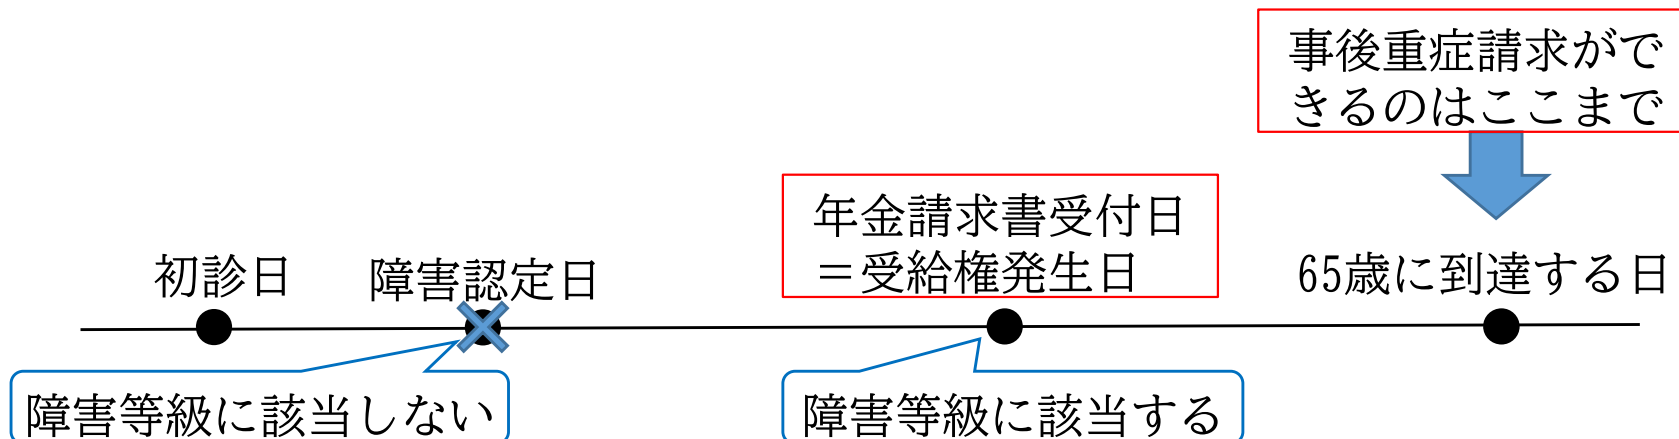 事後重症請求がで
きるのはここまで
年金請求書受付日
＝受給権発生日
初診日
障害認定日
65歳に到達する日
障害等級に該当しない
障害等級に該当する